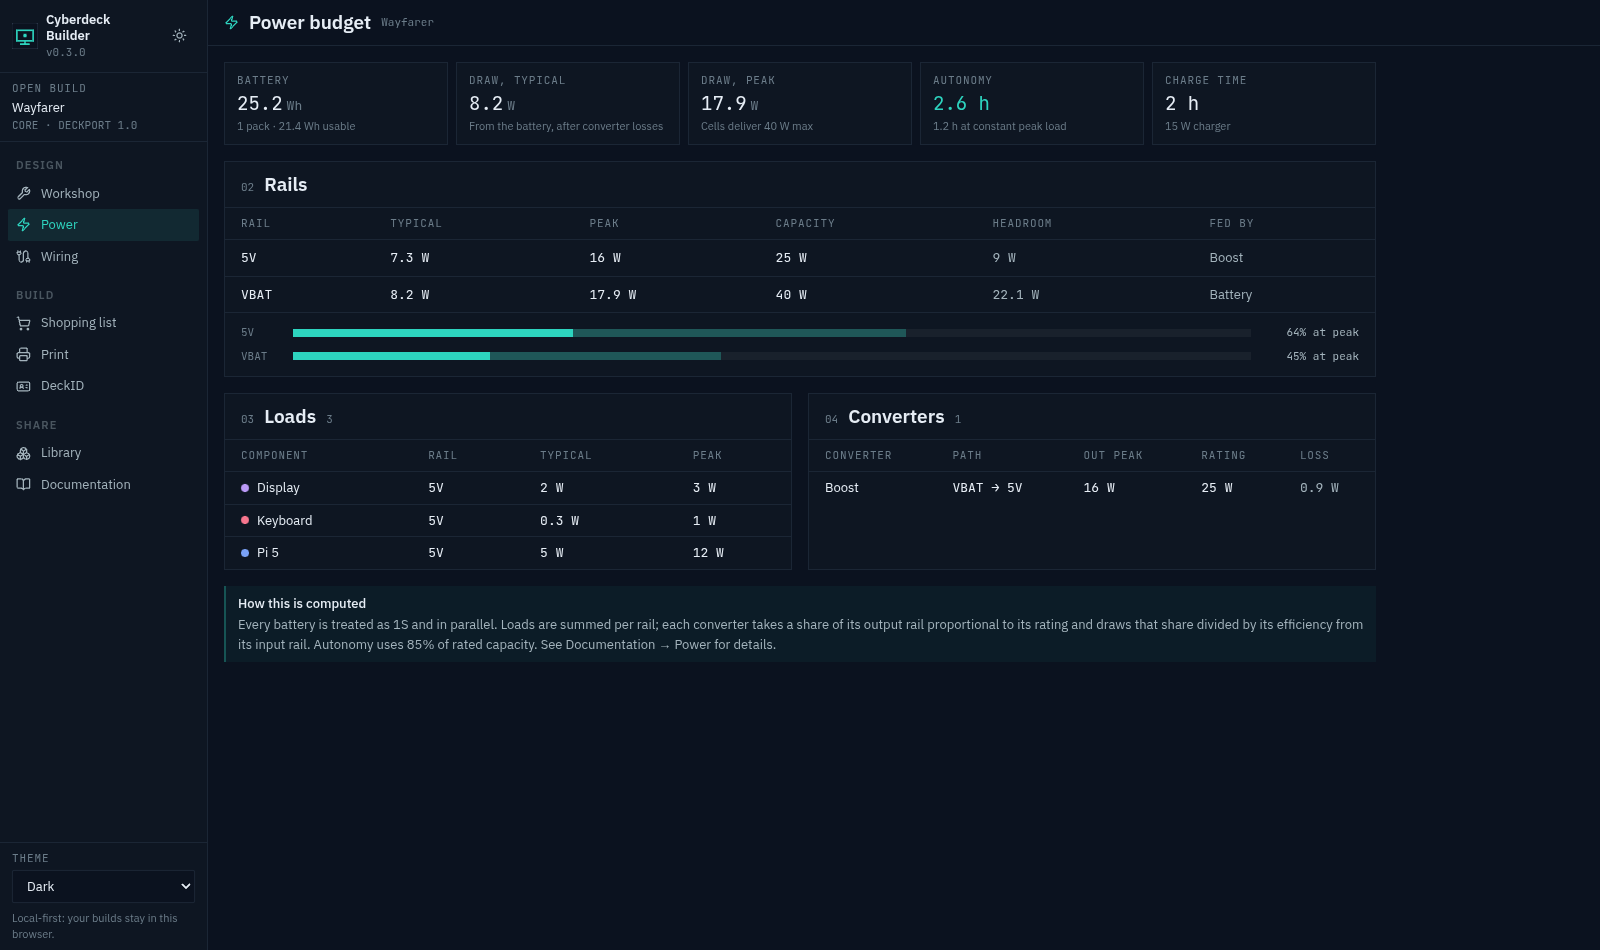 Cyberdeck
Builder
v0.3.0
OPEN BUILD
Wayfarer
CORE · DECKPORT 1.0
DESIGN
Workshop
Power
Wiring
BUILD
Shopping list
Print
DeckID
SHARE
Library
Documentation
THEME
Dark
Local-first: your builds stay in this
browser.
Power budget Wayfarer
BATTERY
25.2 Wh
1 pack · 21.4 Wh usable
DRAW, TYPICAL
8.2 W
From the battery, after converter losses
DRAW, PEAK
17.9 W
Cells deliver 40 W max
AUTONOMY
2.6 h
1.2 h at constant peak load
CHARGE TIME
2 h
15 W charger
02 Rails
RAIL TYPICAL PEAK CAPACITY HEADROOM FED BY
5V 7.3 W 16 W 25 W 9 W Boost
VBAT 8.2 W 17.9 W 40 W 22.1 W Battery
5V 64% at peak
VBAT 45% at peak
03 Loads 3
COMPONENT RAIL TYPICAL PEAK
Display 5V 2 W 3 W
Keyboard 5V 0.3 W 1 W
Pi 5 5V 5 W 12 W
04 Converters 1
CONVERTER PATH OUT PEAK RATING LOSS
Boost VBAT → 5V 16 W 25 W 0.9 W
How this is computed
Every battery is treated as 1S and in parallel. Loads are summed per rail; each converter takes a share of its output rail proportional to its rating and draws that share divided by its efficiency from
its input rail. Autonomy uses 85% of rated capacity. See Documentation → Power for details.